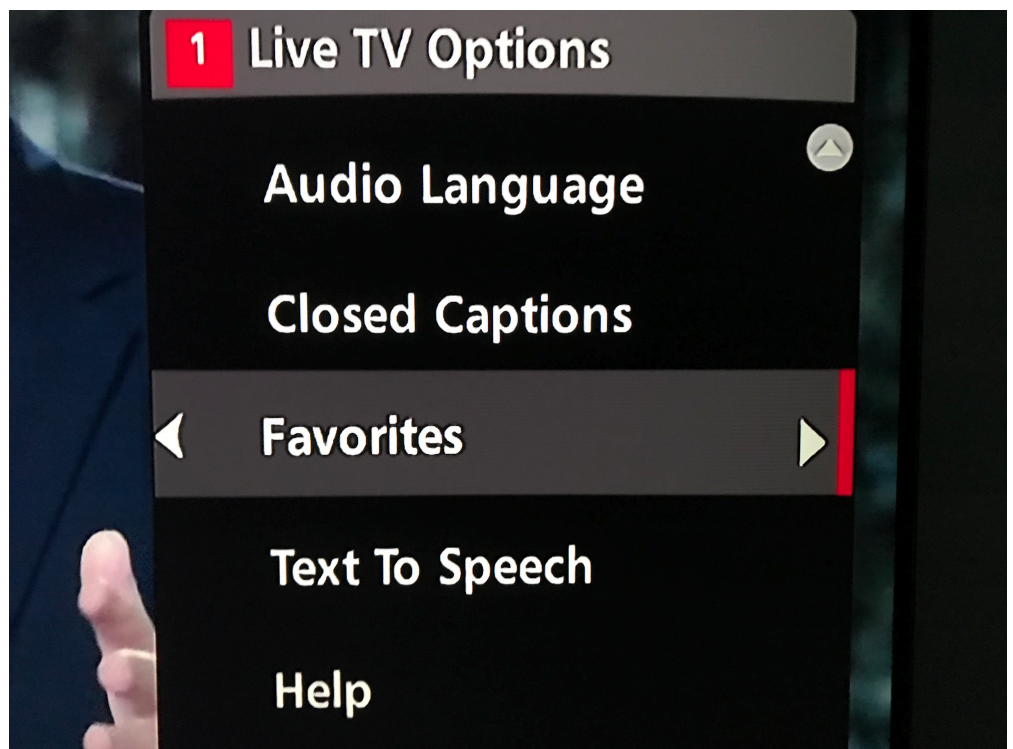 1 Live TV Options
Audio Language
Closed Captions
Favorites
Text To Speech
Help